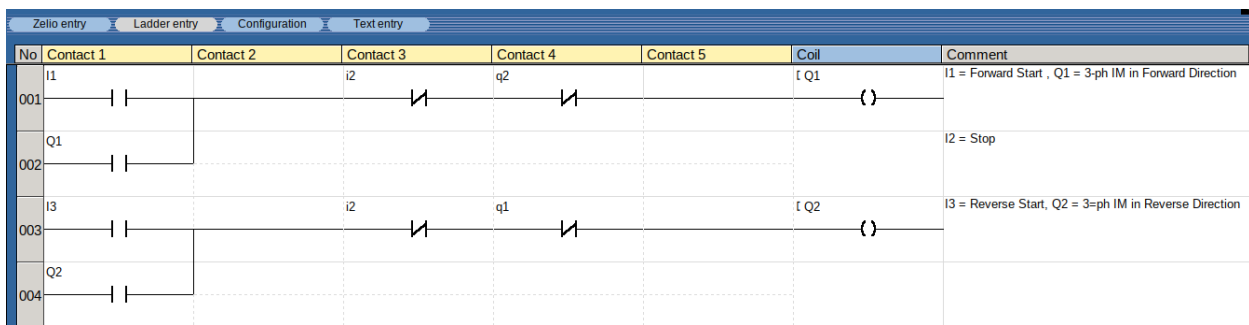 Zelio entry Ladder entry Configuration Text entry
No Contact 1 Contact 2 Contact 3 Contact 4 Contact 5 Coil Comment
I1 i2 q2 [ Q1 I1 = Forward Start , Q1 = 3-ph IM in Forward Direction
001
Q1 I2 = Stop
002
I3 i2 q1 [ Q2 I3 = Reverse Start, Q2 = 3=ph IM in Reverse Direction
003
Q2
004